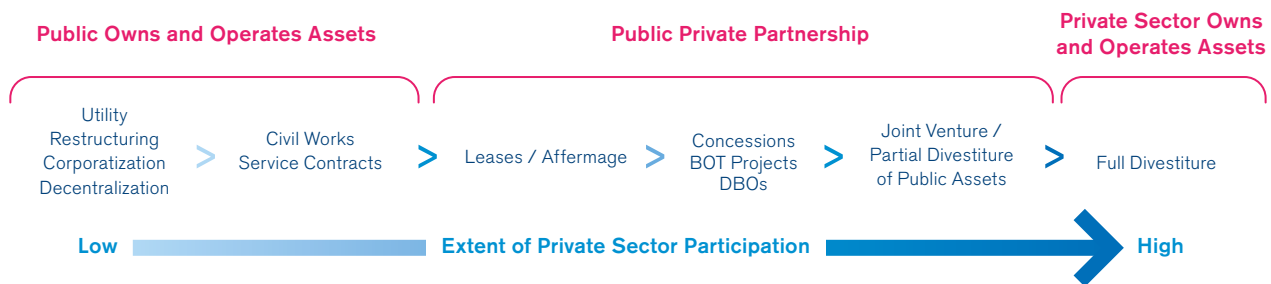 Public Owns and Operates Assets
Public Private Partnership
Private Sector Owns
and Operates Assets
Utility
Restructuring
Corporatization
Decentralization
>
Civil Works
Service Contracts
>
Leases / Affermage
>
Concessions
BOT Projects
DBOs
>
Joint Venture /
Partial Divestiture
of Public Assets
>
Full Divestiture
Low
Extent of Private Sector Participation
High